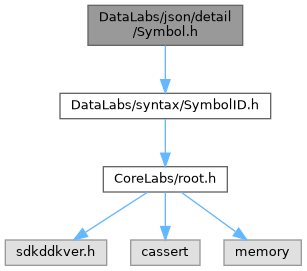 DataLabs/json/detail
/Symbol.h
DataLabs/syntax/SymbolID.h
CoreLabs/root.h
sdkddkver.h
cassert
memory